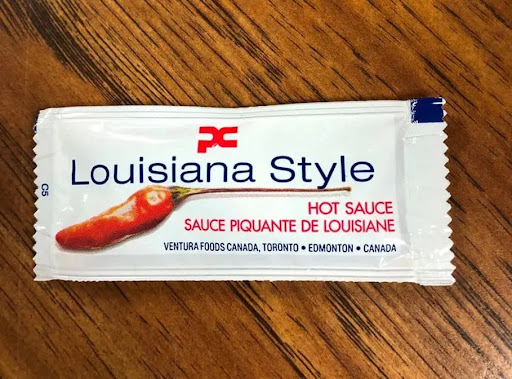 PC
Louisiana Style
HOT SAUCE
SAUCE PIQUANTE DE LOUISIANE
VENTURA FOODS CANADA, TORONTO • EDMONTON • CANADA
C5